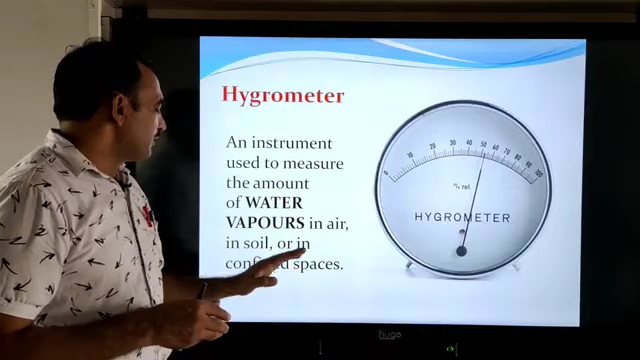 Hygrometer
An instrument
used to measure
the amount
of WATER
VAPOURS in air,
in soil, or in
confined spaces.
0 10 20 30 40 50 60 70 80 90 100
% rel.
HYGROMETER
hugo